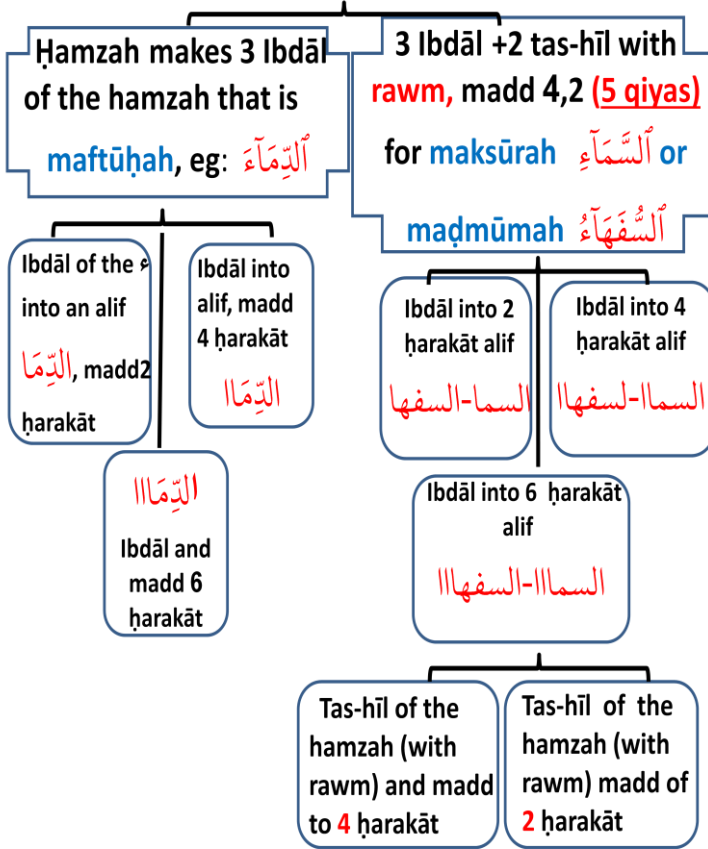 Ḥamzah makes 3 Ibdāl
of the hamzah that is
maftūḥah, eg: ٱلدِّمَآءَ
3 Ibdāl +2 tas-hīl with
rawm, madd 4,2 (5 qiyas)
for maksūrah ٱلسَّمَآءِ or
maḍmūmah ٱلسُّفَهَآءُ
Ibdāl of the ء
into an alif
الدِّمَا, madd2
ḥarakāt
Ibdāl into
alif, madd
4 ḥarakāt
الدِّمَاا
الدِّمَااا
Ibdāl and
madd 6
ḥarakāt
Ibdāl into 2
ḥarakāt alif
السما-السفها
Ibdāl into 4
ḥarakāt alif
السماا-لسفهاا
Ibdāl into 6 ḥarakāt
alif
السمااا-السفهااا
Tas-hīl of the
hamzah (with
rawm) and madd
to 4 ḥarakāt
Tas-hīl of the
hamzah (with
rawm) madd of
2 ḥarakāt